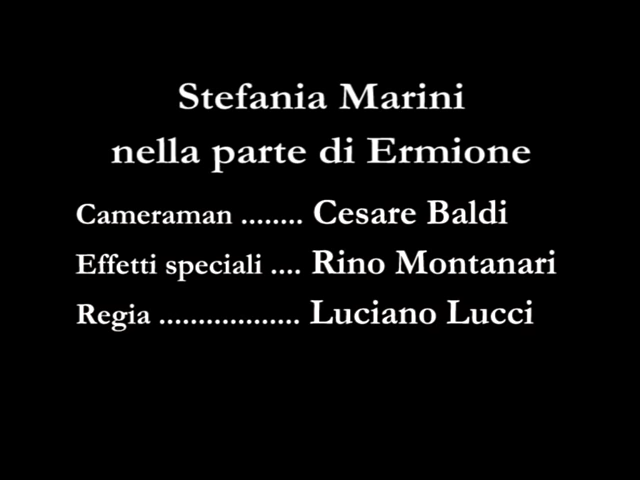 Stefania Marini
nella parte di Ermione
Cameraman ........ Cesare Baldi
Effetti speciali .... Rino Montanari
Regia .................. Luciano Lucci